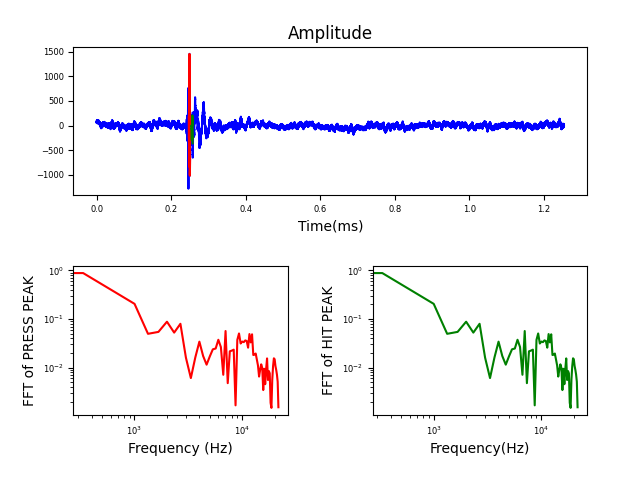 Amplitude
1500
1000
500
0
−500
−1000
0.0 0.2 0.4 0.6 0.8 1.0 1.2
Time(ms)
FFT of PRESS PEAK
10⁰
10⁻¹
10⁻²
10³ 10⁴
Frequency (Hz)
FFT of HIT PEAK
10⁰
10⁻¹
10⁻²
10³ 10⁴
Frequency(Hz)